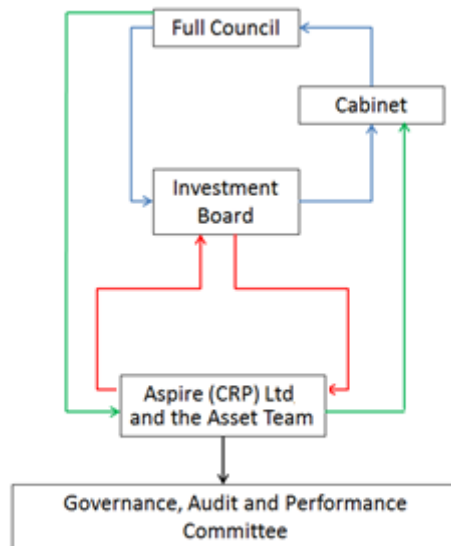 Full Council
Cabinet
Investment
Board
Aspire (CRP) Ltd
and the Asset Team
Governance, Audit and Performance
Committee